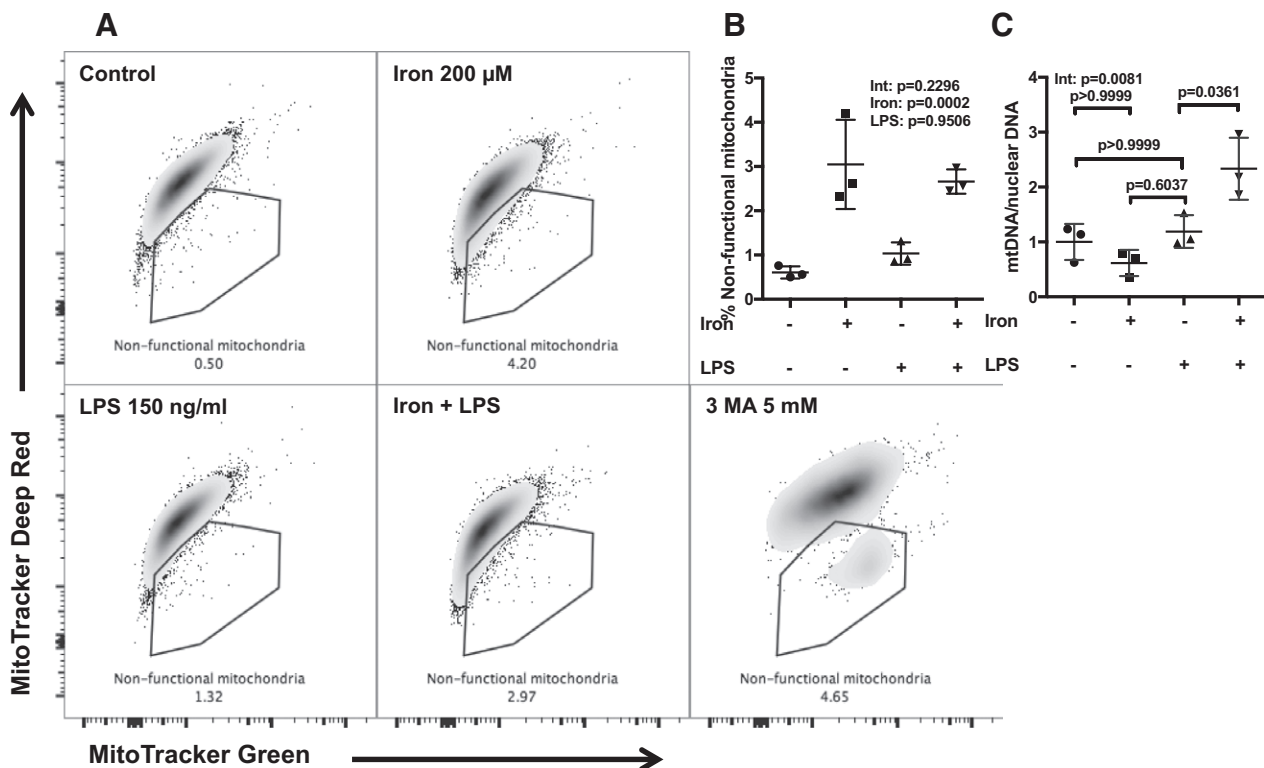 A
B
C
Control
Iron 200 µM
Non-functional mitochondria
0.50
Non-functional mitochondria
4.20
LPS 150 ng/ml
Iron + LPS
3 MA 5 mM
Non-functional mitochondria
1.32
Non-functional mitochondria
2.97
Non-functional mitochondria
4.65
MitoTracker Deep Red
MitoTracker Green
% Non-functional mitochondria
5
4
3
2
1
0
Int: p=0.2296
Iron: p=0.0002
LPS: p=0.9506
Iron - + - +
LPS - - + +
mtDNA/nuclear DNA
4
3
2
1
0
Int: p=0.0081
p>0.9999
p=0.0361
p>0.9999
p=0.6037
Iron - + - +
LPS - - + +